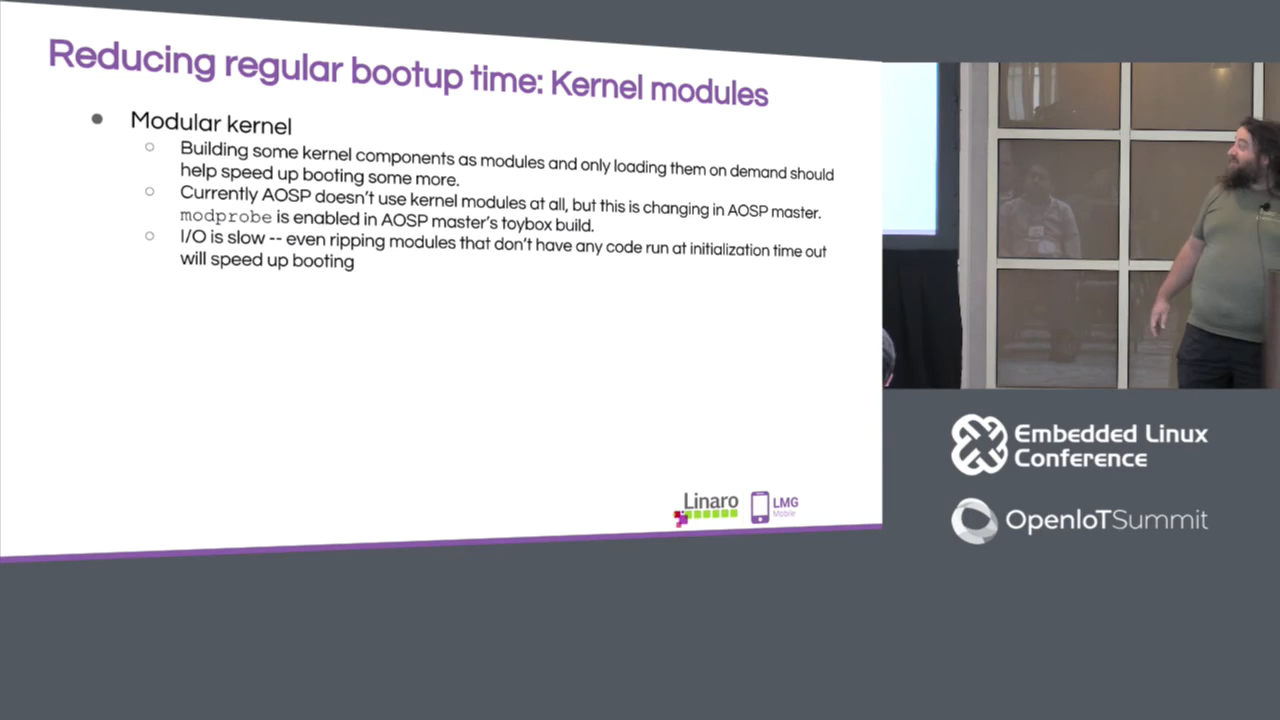 Reducing regular bootup time: Kernel modules
Modular kernel
Building some kernel components as modules and only loading them on demand should
help speed up booting some more.
Currently AOSP doesn't use kernel modules at all, but this is changing in AOSP master.
modprobe is enabled in AOSP master's toybox build.
I/O is slow -- even ripping modules that don't have any code run at initialization time out
will speed up booting
Linaro
LMG
Mobile
Embedded Linux
Conference
OpenIoTSummit